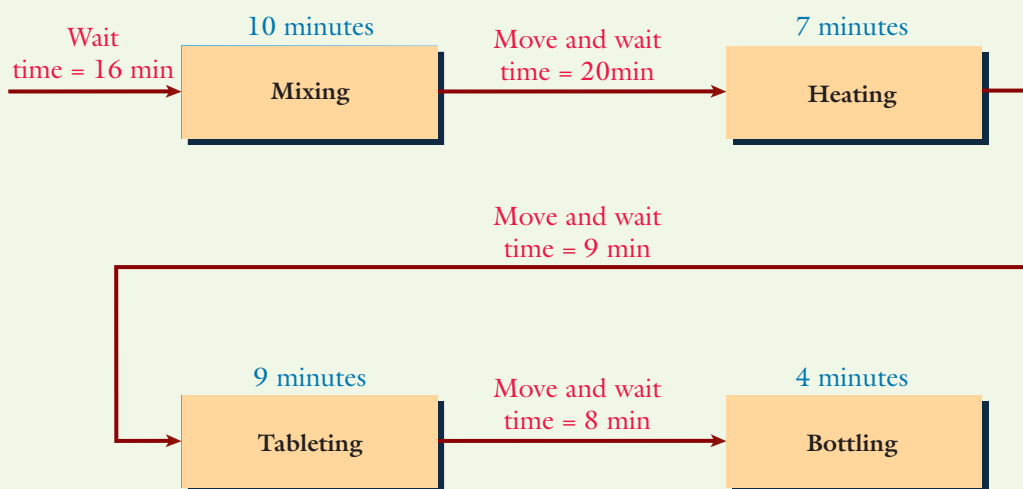 Wait
time = 16 min
10 minutes
Mixing
Move and wait
time = 20min
7 minutes
Heating
Move and wait
time = 9 min
9 minutes
Tableting
Move and wait
time = 8 min
4 minutes
Bottling